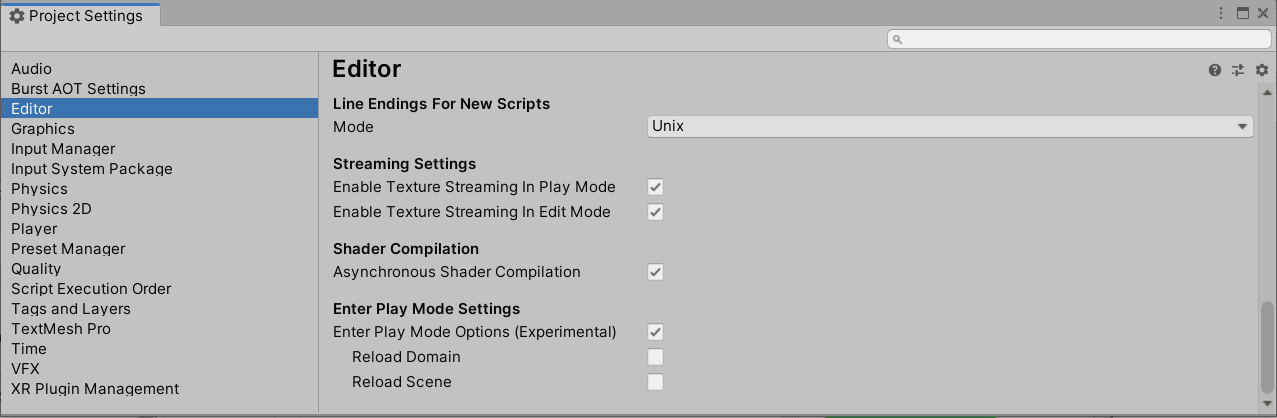 Project Settings
Audio
Burst AOT Settings
Editor
Graphics
Input Manager
Input System Package
Physics
Physics 2D
Player
Preset Manager
Quality
Script Execution Order
Tags and Layers
TextMesh Pro
Time
VFX
XR Plugin Management
Editor
Line Endings For New Scripts
Mode Unix
Streaming Settings
Enable Texture Streaming In Play Mode
Enable Texture Streaming In Edit Mode
Shader Compilation
Asynchronous Shader Compilation
Enter Play Mode Settings
Enter Play Mode Options (Experimental)
Reload Domain
Reload Scene